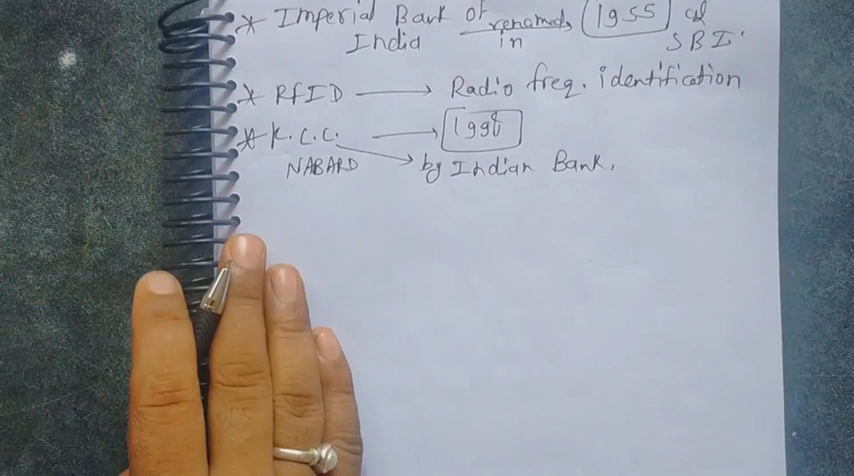 * Imperial Bank of renamed (1955) as
India in SBI.
* RFID → Radio freq. identification
* K.C.C. → 1998
NABARD → by Indian Bank.